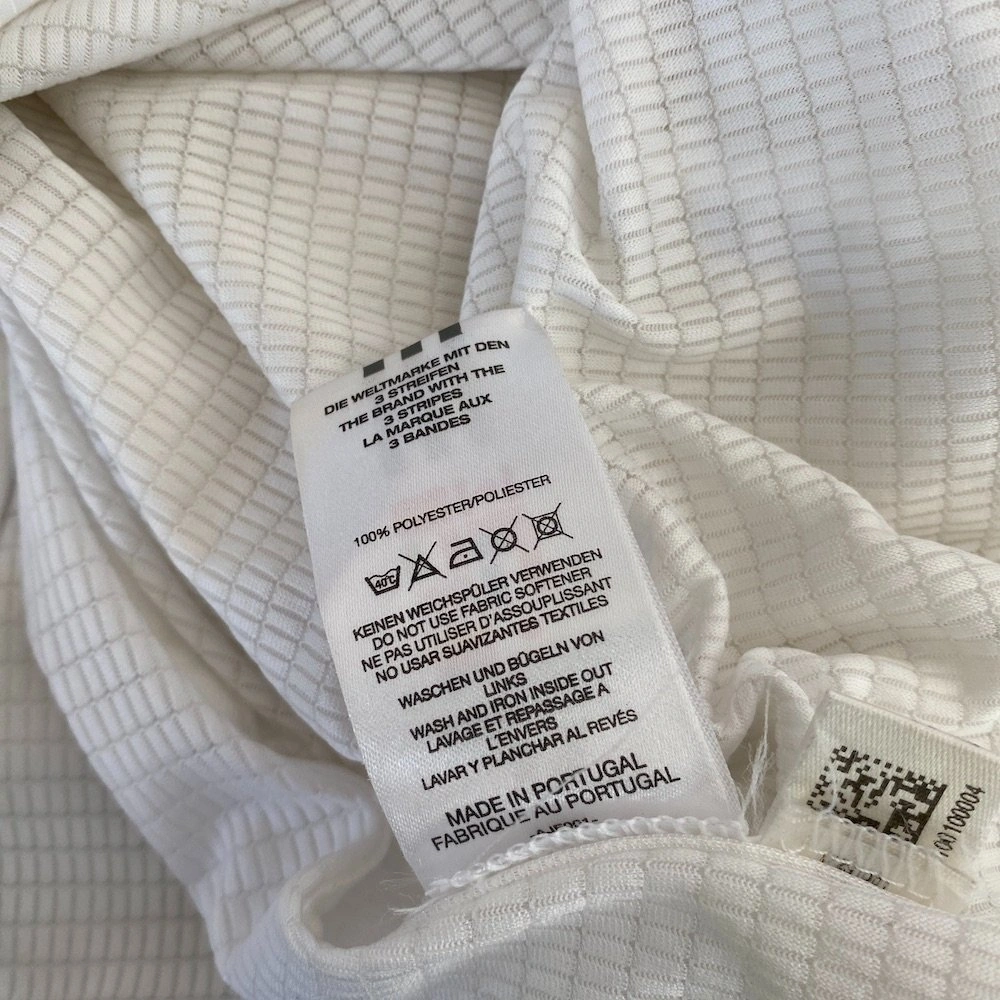 DIE WELTMARKE MIT DEN
3 STREIFEN
THE BRAND WITH THE
3 STRIPES
LA MARQUE AUX
3 BANDES
100% POLYESTER/POLIESTER
40°C
KEINEN WEICHSPÜLER VERWENDEN
DO NOT USE FABRIC SOFTENER
NE PAS UTILISER D'ASSOUPLISSANT
NO USAR SUAVIZANTES TEXTILES
WASCHEN UND BÜGELN VON
LINKS
WASH AND IRON INSIDE OUT
LAVAGE ET REPASSAGE A
L'ENVERS
LAVAR Y PLANCHAR AL REVÉS
MADE IN PORTUGAL
FABRIQUE AU PORTUGAL